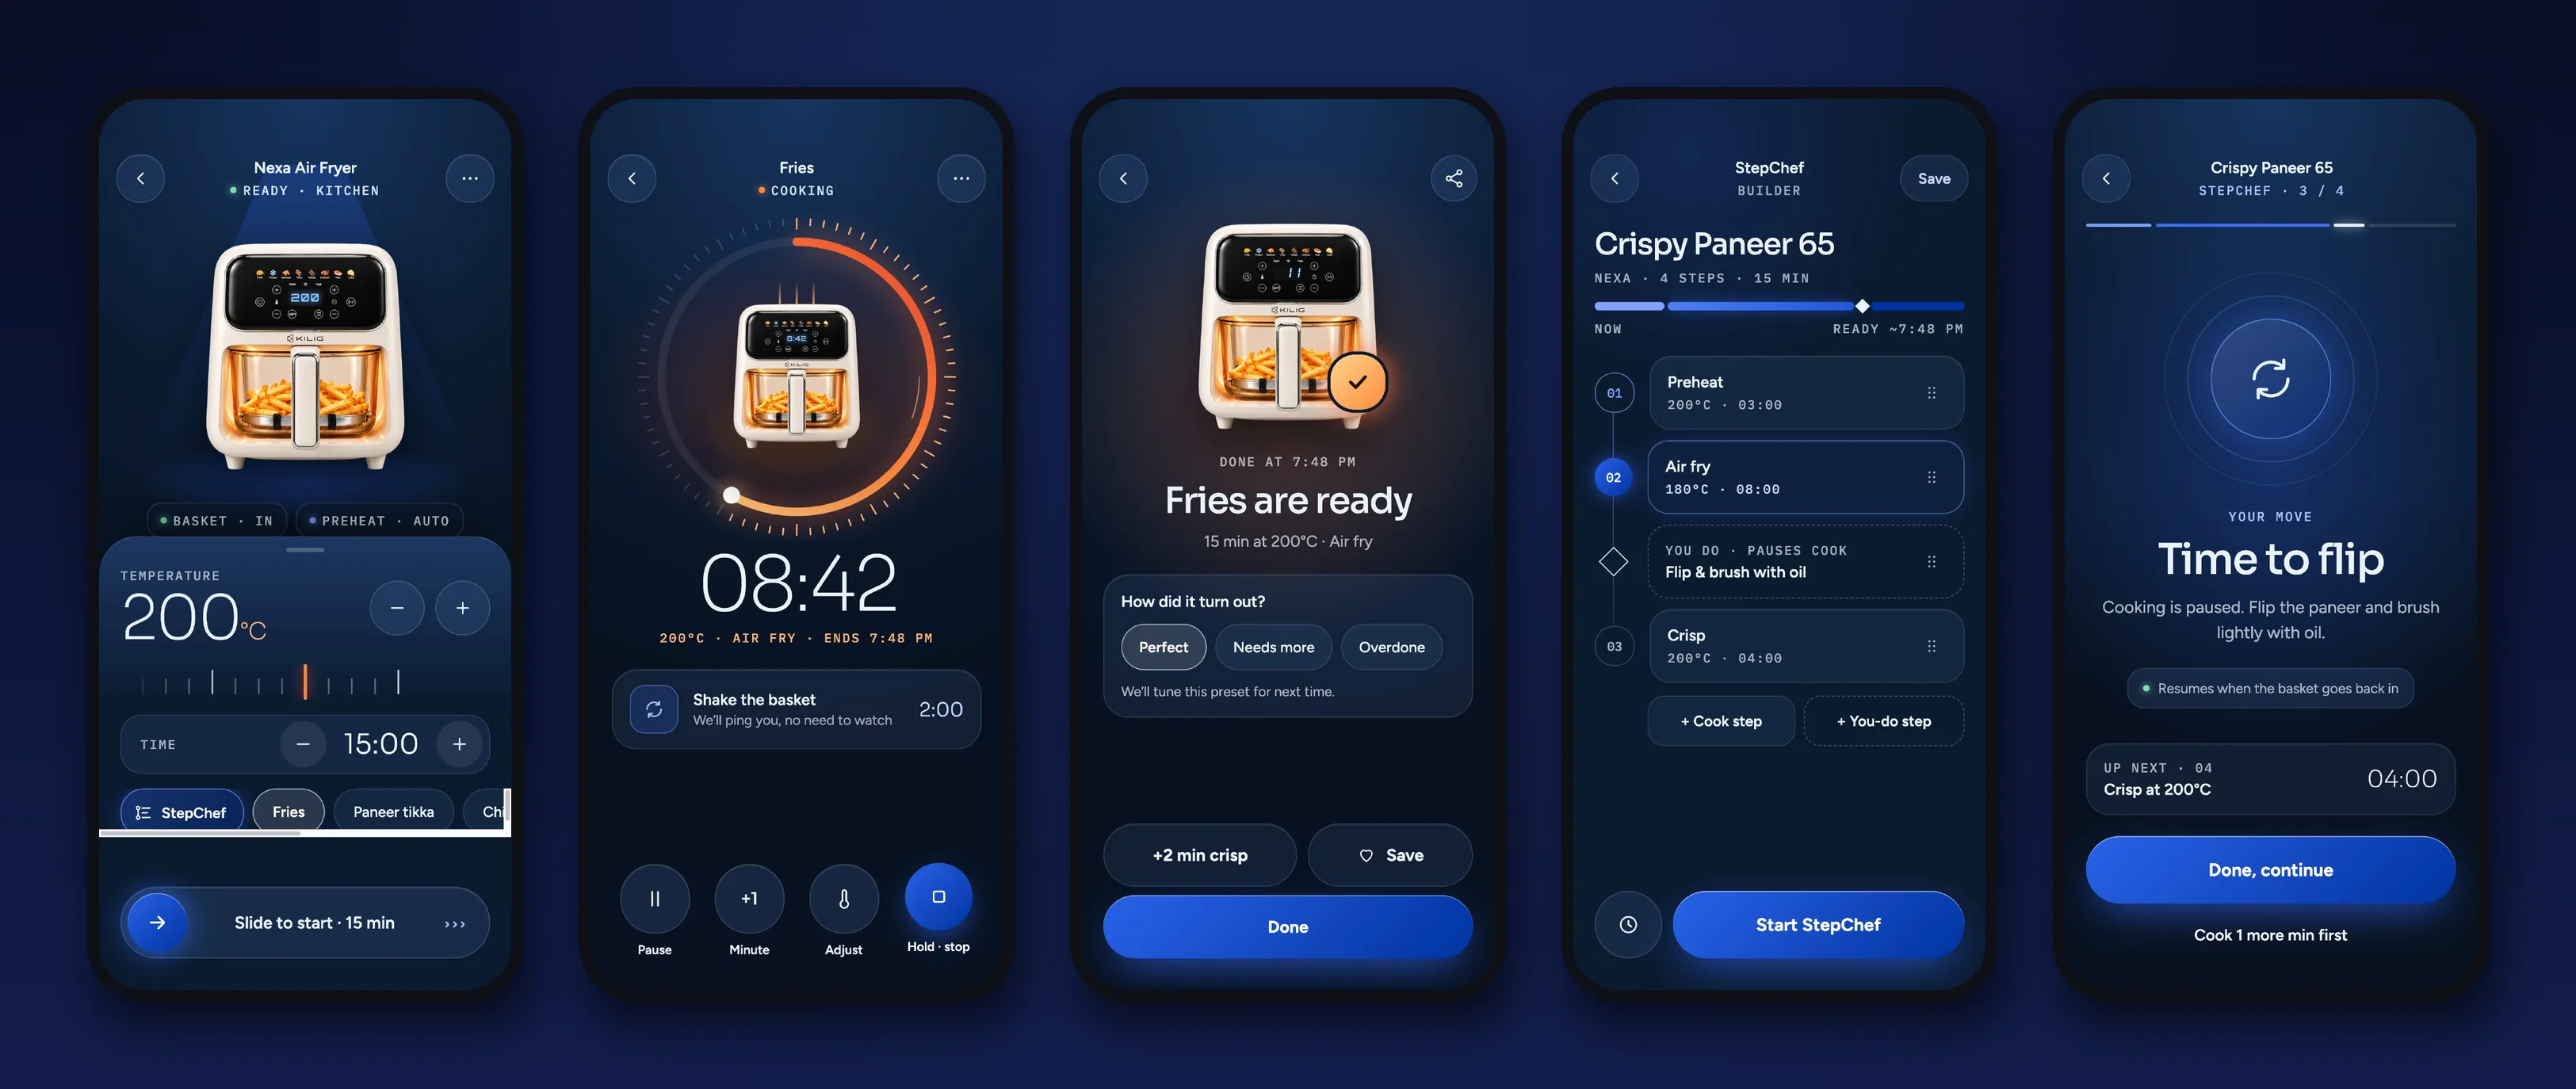 Nexa Air Fryer
READY · KITCHEN
200
KILIG
BASKET · IN
PREHEAT · AUTO
TEMPERATURE
200°C
TIME
15:00
StepChef
Fries
Paneer tikka
Chi
Slide to start · 15 min
Fries
COOKING
8:42
KILIG
08:42
200°C · AIR FRY · ENDS 7:48 PM
Shake the basket
We'll ping you, no need to watch
2:00
+1
Pause
Minute
Adjust
Hold · stop
11
KILIG
DONE AT 7:48 PM
Fries are ready
15 min at 200°C · Air fry
How did it turn out?
Perfect
Needs more
Overdone
We'll tune this preset for next time.
+2 min crisp
Save
Done
StepChef
BUILDER
Save
Crispy Paneer 65
NEXA · 4 STEPS · 15 MIN
NOW
READY ~7:48 PM
01
Preheat
200°C · 03:00
02
Air fry
180°C · 08:00
YOU DO · PAUSES COOK
Flip & brush with oil
03
Crisp
200°C · 04:00
+ Cook step
+ You-do step
Start StepChef
Crispy Paneer 65
STEPCHEF · 3 / 4
YOUR MOVE
Time to flip
Cooking is paused. Flip the paneer and brush
lightly with oil.
Resumes when the basket goes back in
UP NEXT · 04
Crisp at 200°C
04:00
Done, continue
Cook 1 more min first